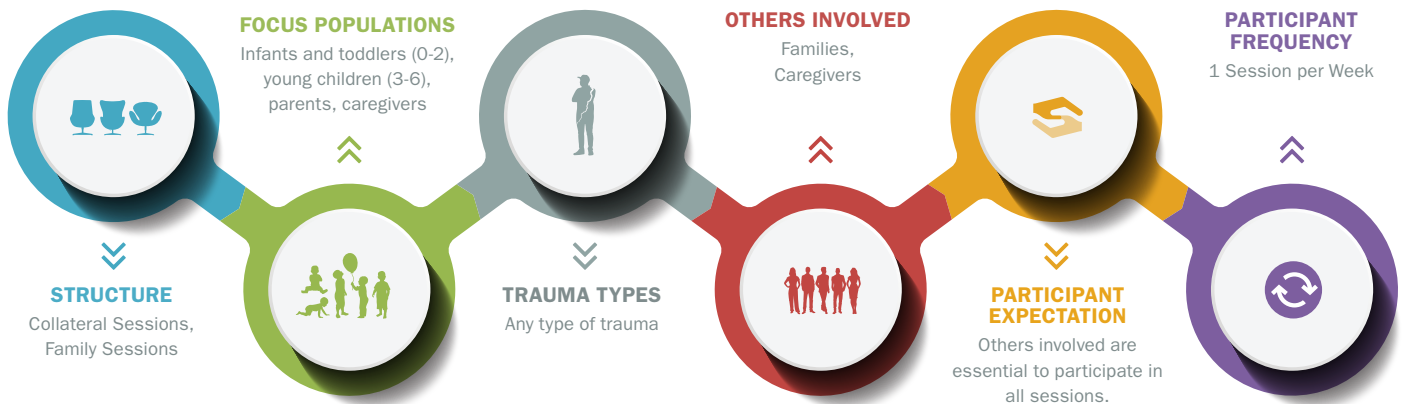 STRUCTURE
Collateral Sessions,
Family Sessions
FOCUS POPULATIONS
Infants and toddlers (0-2),
young children (3-6),
parents, caregivers
TRAUMA TYPES
Any type of trauma
OTHERS INVOLVED
Families,
Caregivers
PARTICIPANT
EXPECTATION
Others involved are
essential to participate in
all sessions.
PARTICIPANT
FREQUENCY
1 Session per Week